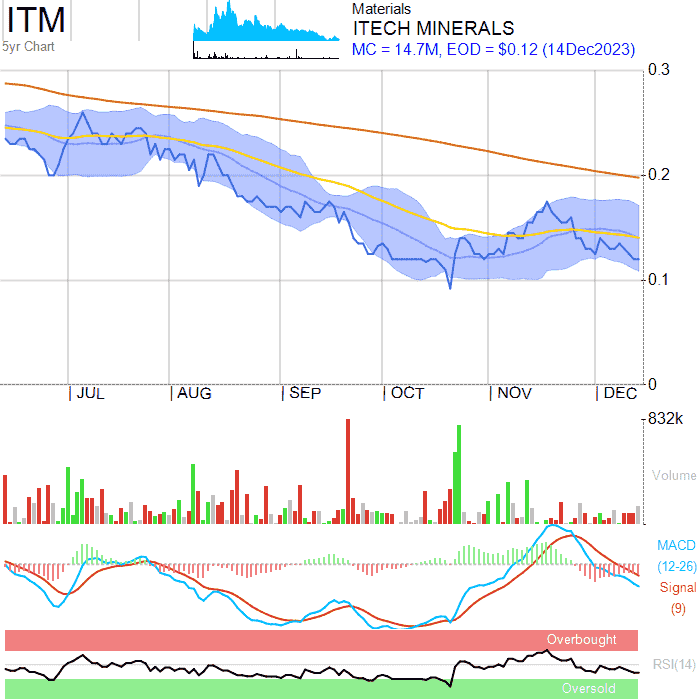 ITM
5yr Chart
Materials
ITECH MINERALS
MC = 14.7M, EOD = $0.12 (14Dec2023)
0.3
0.2
0.1
0
| JUL | AUG | SEP | OCT | NOV | DEC
832k
Volume
MACD
(12-26)
Signal
(9)
Overbought
RSI(14)
Oversold